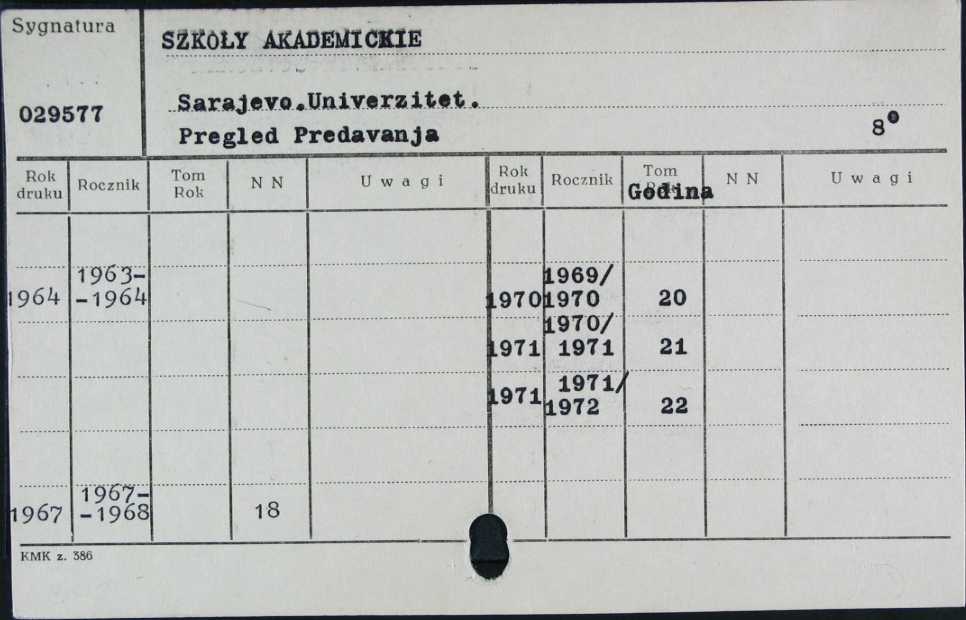 Sygnatura
SZKOŁY AKADEMICKIE
029577
Sarajevo.Univerzitet.
Pregled Predavanja
8°
Rok druku
Rocznik
Tom Rok
N N
Uwagi
Rok druku
Rocznik
Tom
Godina
N N
Uwagi
1964
1963-
-1964
1967
1967-
-1968
18
1970
1969/
1970
20
1971
1970/
1971
21
1971
1971/
1972
22
KMK z. 386